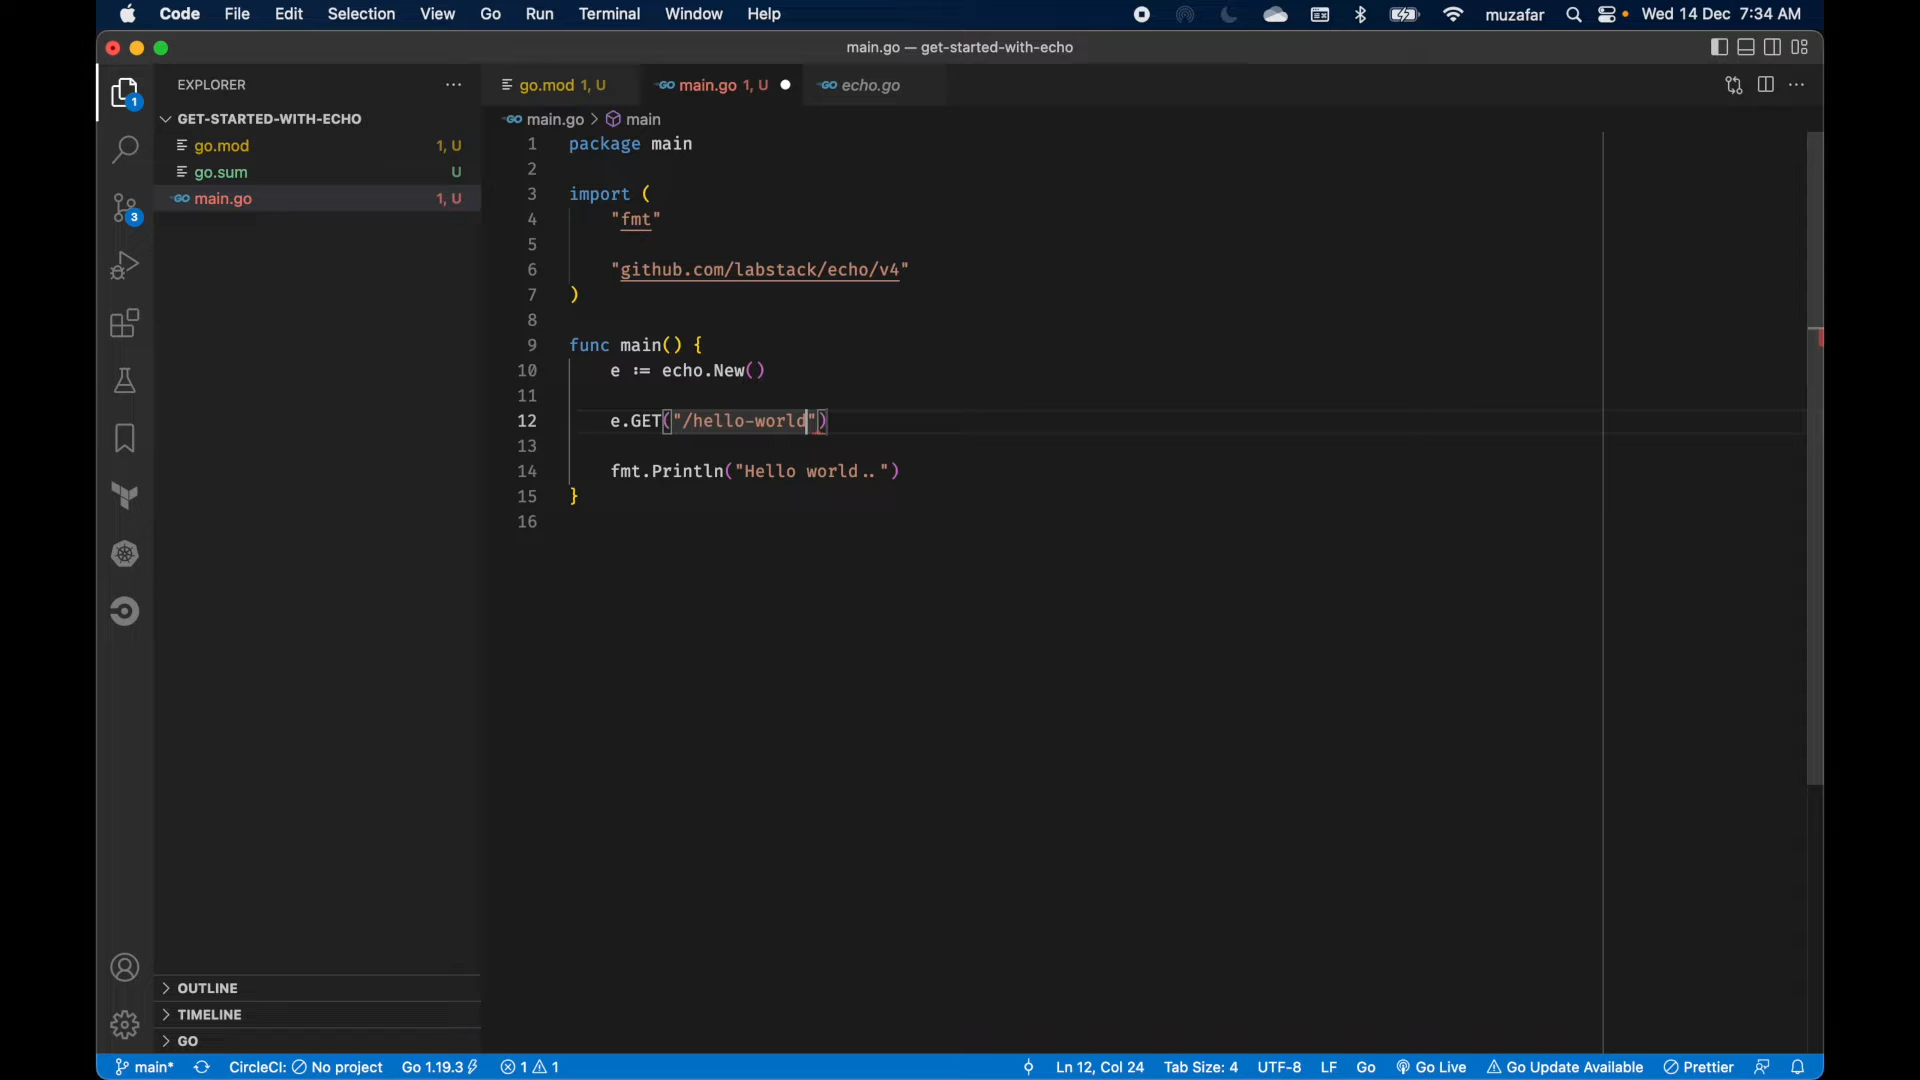 Code File Edit Selection View Go Run Terminal Window Help muzafar Wed 14 Dec 7:34 AM
main.go — get-started-with-echo
EXPLORER
go.mod 1, U main.go 1, U echo.go
GET-STARTED-WITH-ECHO
main.go > main
go.mod 1, U
go.sum U
main.go 1, U
1 package main
2
3 import (
4 "fmt"
5
6 "github.com/labstack/echo/v4"
7 )
8
9 func main() {
10 e := echo.New()
11
12 e.GET("/hello-world")
13
14 fmt.Println("Hello world..")
15 }
16
1
3
OUTLINE
TIMELINE
GO
main* CircleCI: No project Go 1.19.3 1 1 Ln 12, Col 24 Tab Size: 4 UTF-8 LF Go Go Live Go Update Available Prettier